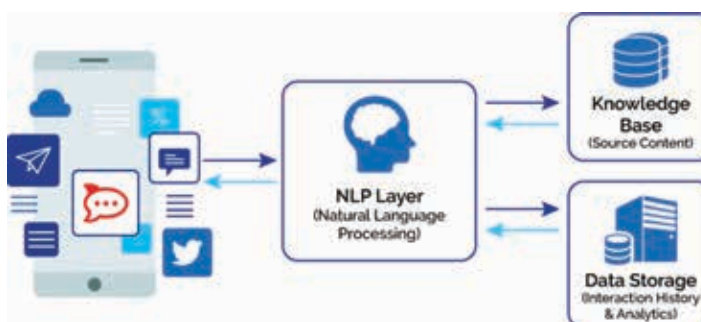 NLP Layer
(Natural Language
Processing)
Knowledge
Base
(Source Content)
Data Storage
(Interaction History
& Analytics)